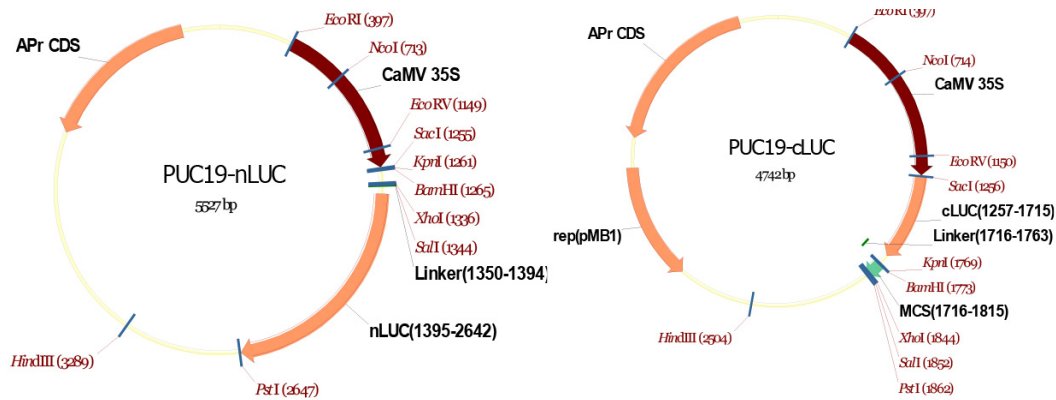 EcoRI (397)
APr CDS
NcoI (713)
CaMV 35S
EcoRV (1149)
SacI (1255)
KpnI (1261)
BamHI (1265)
XhoI (1336)
SalI (1344)
Linker(1350-1394)
nLUC(1395-2642)
PstI (2647)
HindIII (3289)
PUC19-nLUC
5527 bp
EcoRI (397)
APr CDS
NcoI (714)
CaMV 35S
EcoRV (1150)
SacI (1256)
cLUC(1257-1715)
Linker(1716-1763)
KpnI (1769)
BamHI (1773)
MCS(1716-1815)
XhoI (1844)
SalI (1852)
PstI (1862)
HindIII (2504)
rep(pMB1)
PUC19-cLUC
4742 bp